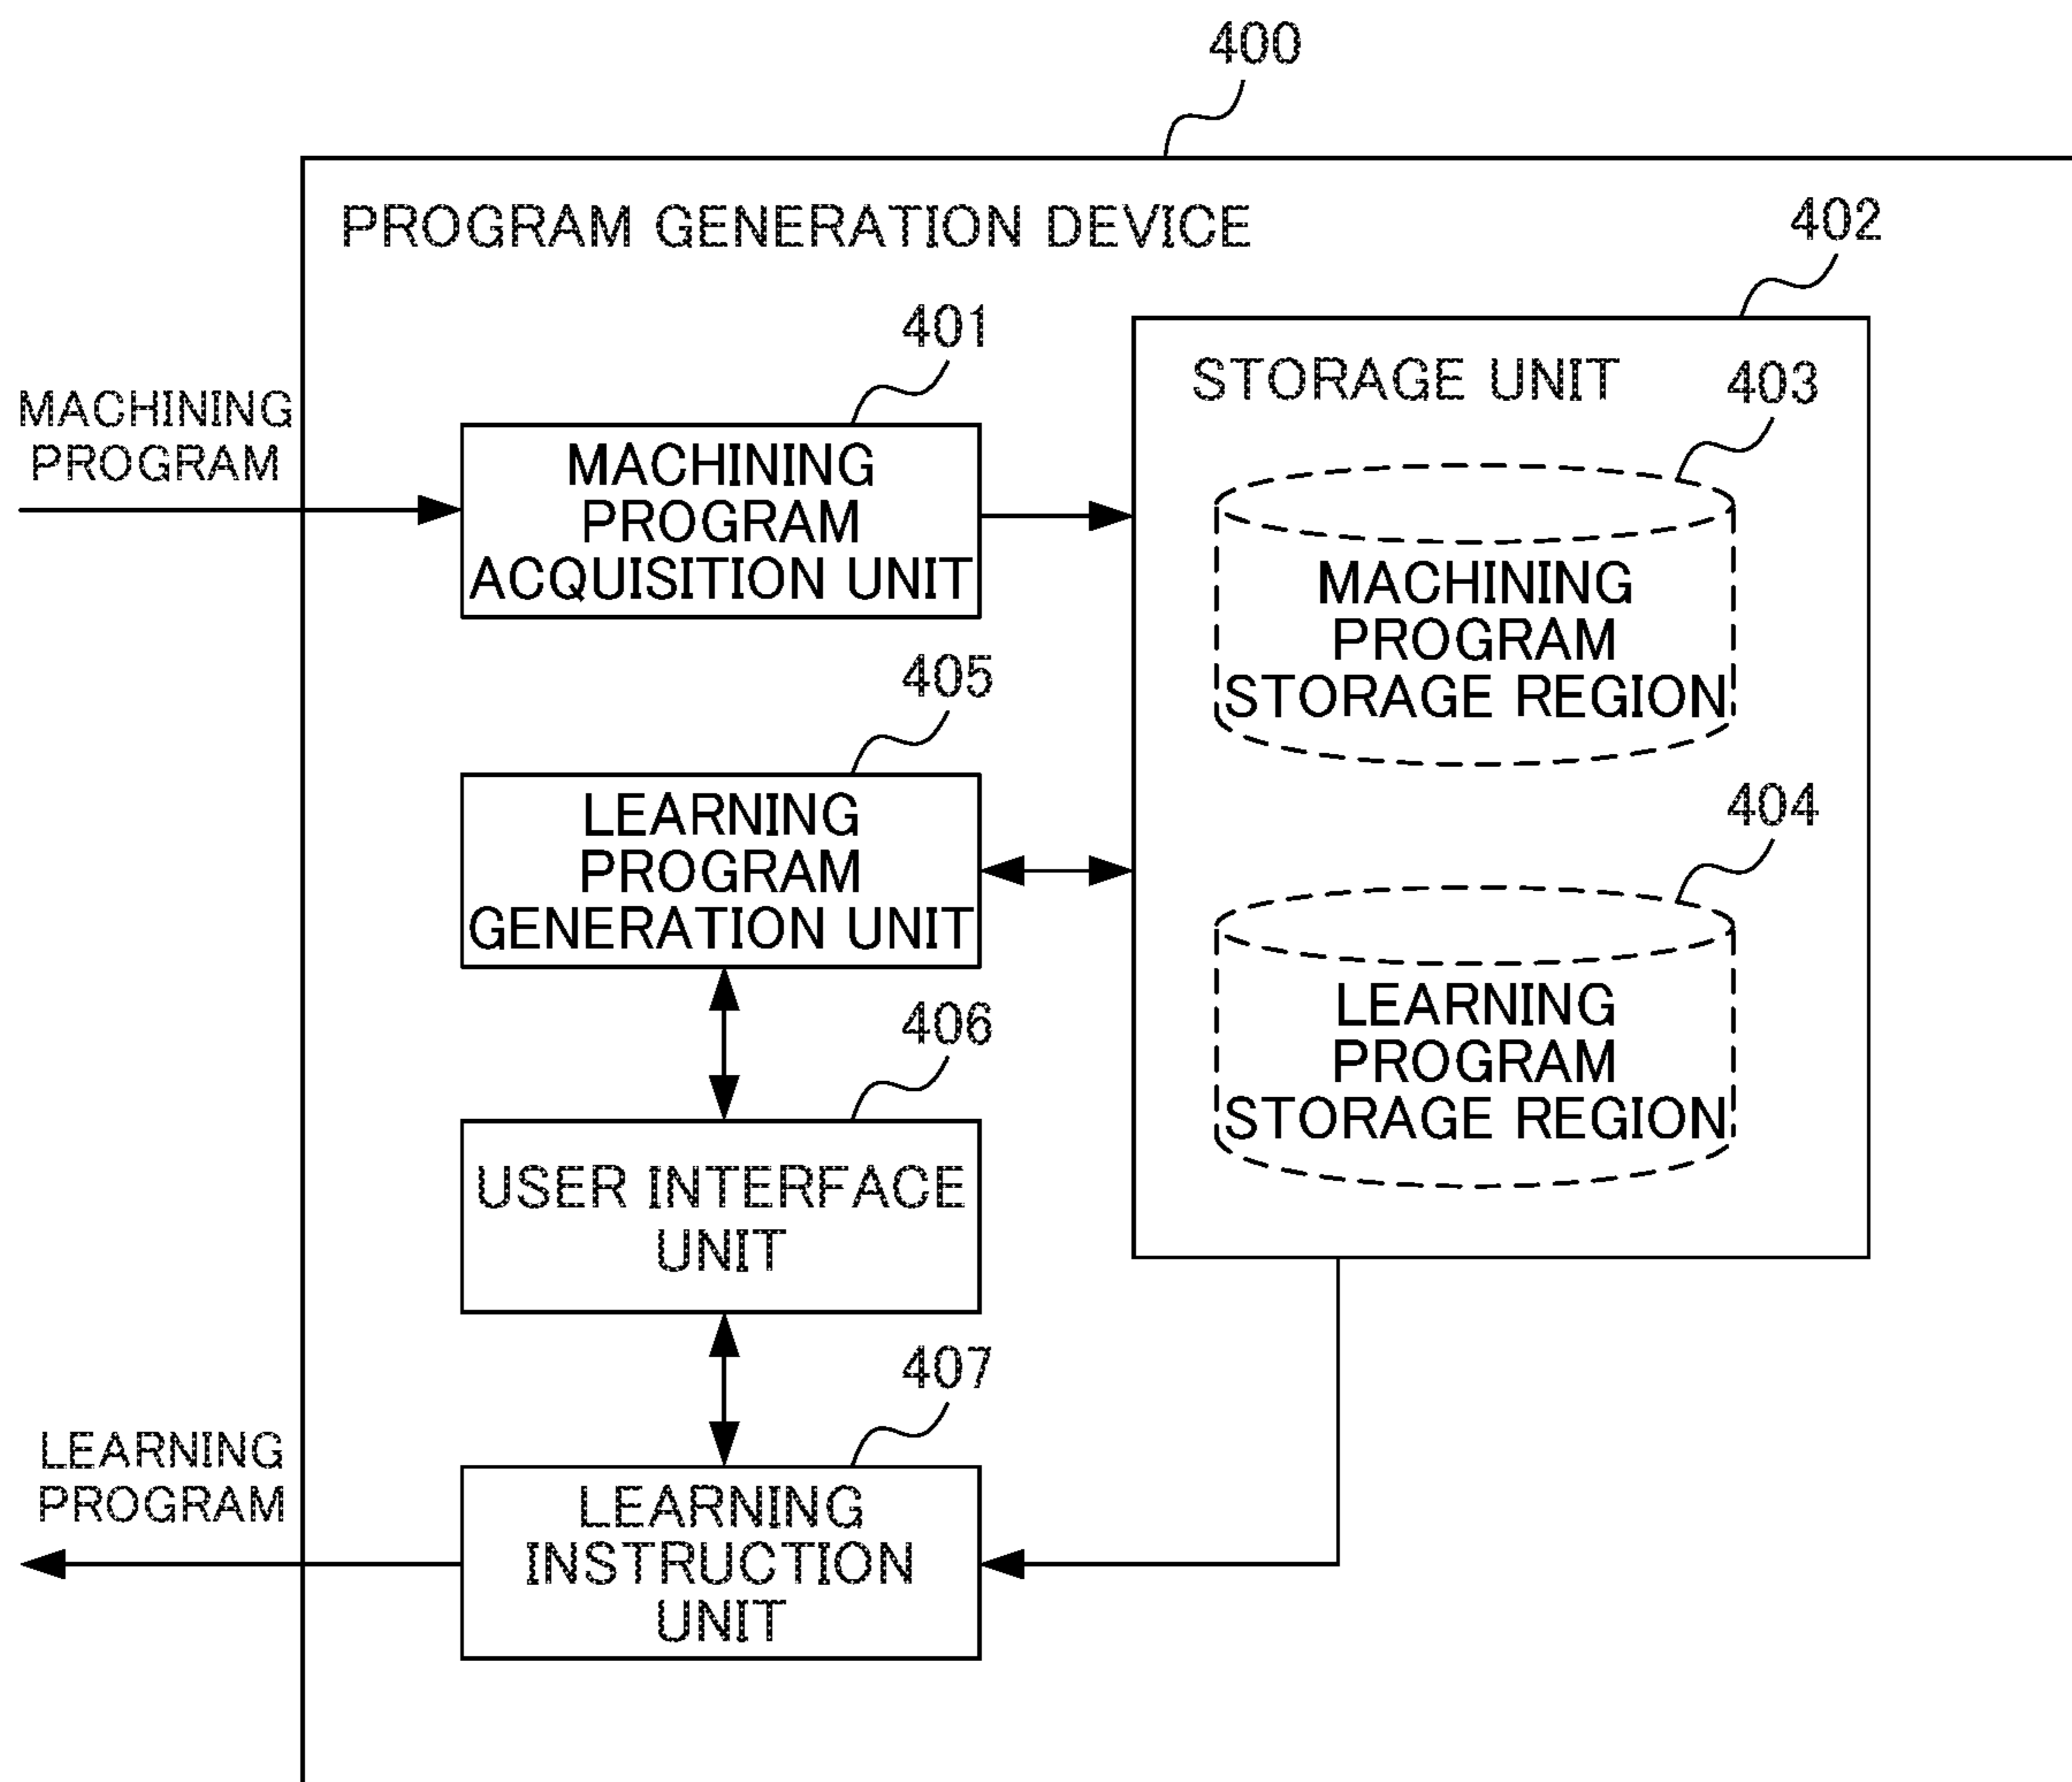 400
PROGRAM GENERATION DEVICE
402
401
STORAGE UNIT
403
MACHINING
PROGRAM
MACHINING
PROGRAM
ACQUISITION UNIT
MACHINING
PROGRAM
STORAGE REGION
405
LEARNING
PROGRAM
GENERATION UNIT
404
LEARNING
PROGRAM
STORAGE REGION
406
USER INTERFACE
UNIT
407
LEARNING
PROGRAM
LEARNING
INSTRUCTION
UNIT